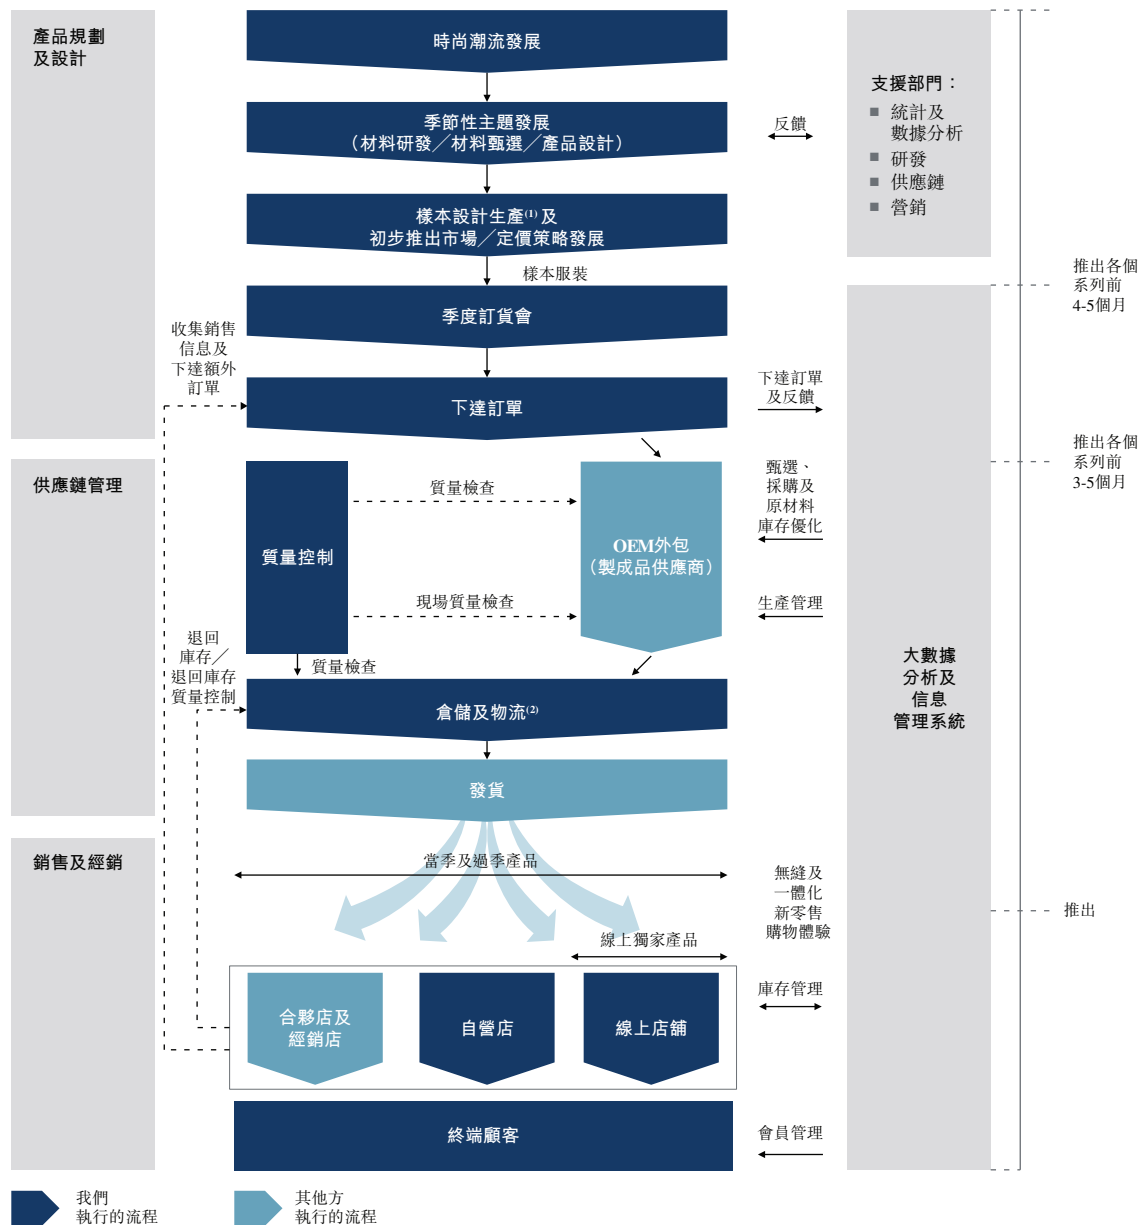 產品規劃
及設計
時尚潮流發展
季節性主題發展
（材料研發／材料甄選／產品設計）
反饋
支援部門：
■ 統計及
數據分析
■ 研發
■ 供應鏈
■ 營銷
樣本設計生產(1)及
初步推出市場／定價策略發展
樣本服裝
推出各個
系列前
4-5個月
季度訂貨會
收集銷售
信息及
下達額外
訂單
下達訂單
下達訂單
及反饋
推出各個
系列前
3-5個月
供應鏈管理
質量控制
質量檢查
現場質量檢查
OEM外包
（製成品供應商）
甄選、
採購及
原材料
庫存優化
生產管理
退回
庫存／
退回庫存
質量控制
質量檢查
倉儲及物流(2)
大數據
分析及
信息
管理系統
發貨
銷售及經銷
當季及過季產品
無縫及
一體化
新零售
購物體驗
推出
線上獨家產品
合夥店及
經銷店
自營店
線上店舖
庫存管理
終端顧客
會員管理
我們
執行的流程
其他方
執行的流程